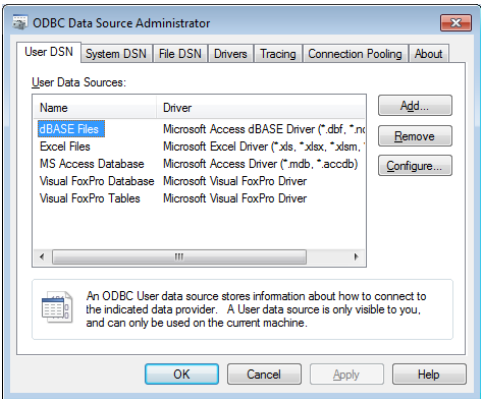 ODBC Data Source Administrator
User DSN System DSN File DSN Drivers Tracing Connection Pooling About
User Data Sources:
Name Driver
dBASE Files Microsoft Access dBASE Driver (*.dbf, *.n
Excel Files Microsoft Excel Driver (*.xls, *.xlsx, *.xlsm,
MS Access Database Microsoft Access Driver (*.mdb, *.accdb)
Visual FoxPro Database Microsoft Visual FoxPro Driver
Visual FoxPro Tables Microsoft Visual FoxPro Driver
Add...
Remove
Configure...
An ODBC User data source stores information about how to connect to
the indicated data provider. A User data source is only visible to you,
and can only be used on the current machine.
OK Cancel Apply Help